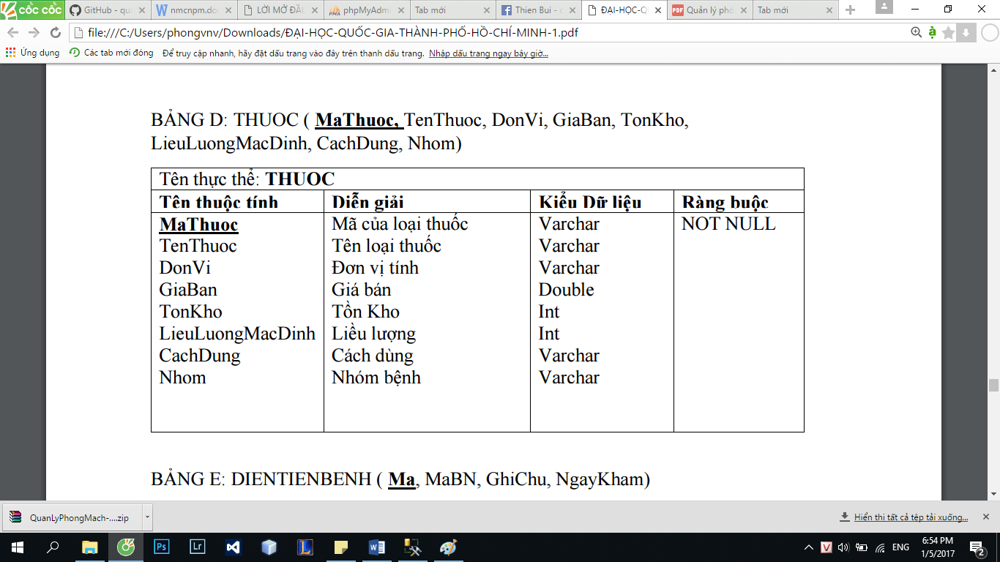 cốc cốc
GitHub - qua
nmcnpm.do
LỜI MỞ ĐẦ
phpMyAdm
Tab mới
Thien Bui -
ĐẠI-HỌC-Q
Quản lý phò
Tab mới
file:///C:/Users/phongvnv/Downloads/ĐẠI-HỌC-QUỐC-GIA-THÀNH-PHỐ-HỒ-CHÍ-MINH-1.pdf
Ứng dụng Các tab mới đóng Để truy cập nhanh, hãy đặt dấu trang vào đây trên thanh dấu trang. Nhập dấu trang ngay bây giờ...
BẢNG D: THUOC ( MaThuoc, TenThuoc, DonVi, GiaBan, TonKho,
LieuLuongMacDinh, CachDung, Nhom)
Tên thực thể: THUOC
Tên thuộc tính Diễn giải Kiểu Dữ liệu Ràng buộc
MaThuoc Mã của loại thuốc Varchar NOT NULL
TenThuoc Tên loại thuốc Varchar
DonVi Đơn vị tính Varchar
GiaBan Giá bán Double
TonKho Tồn Kho Int
LieuLuongMacDinh Liều lượng Int
CachDung Cách dùng Varchar
Nhom Nhóm bệnh Varchar
BẢNG E: DIENTIENBENH ( Ma, MaBN, GhiChu, NgayKham)
QuanLyPhongMach-....zip
Hiển thị tất cả tệp tải xuống...
Ps Lr ENG 6:54 PM
1/5/2017 2